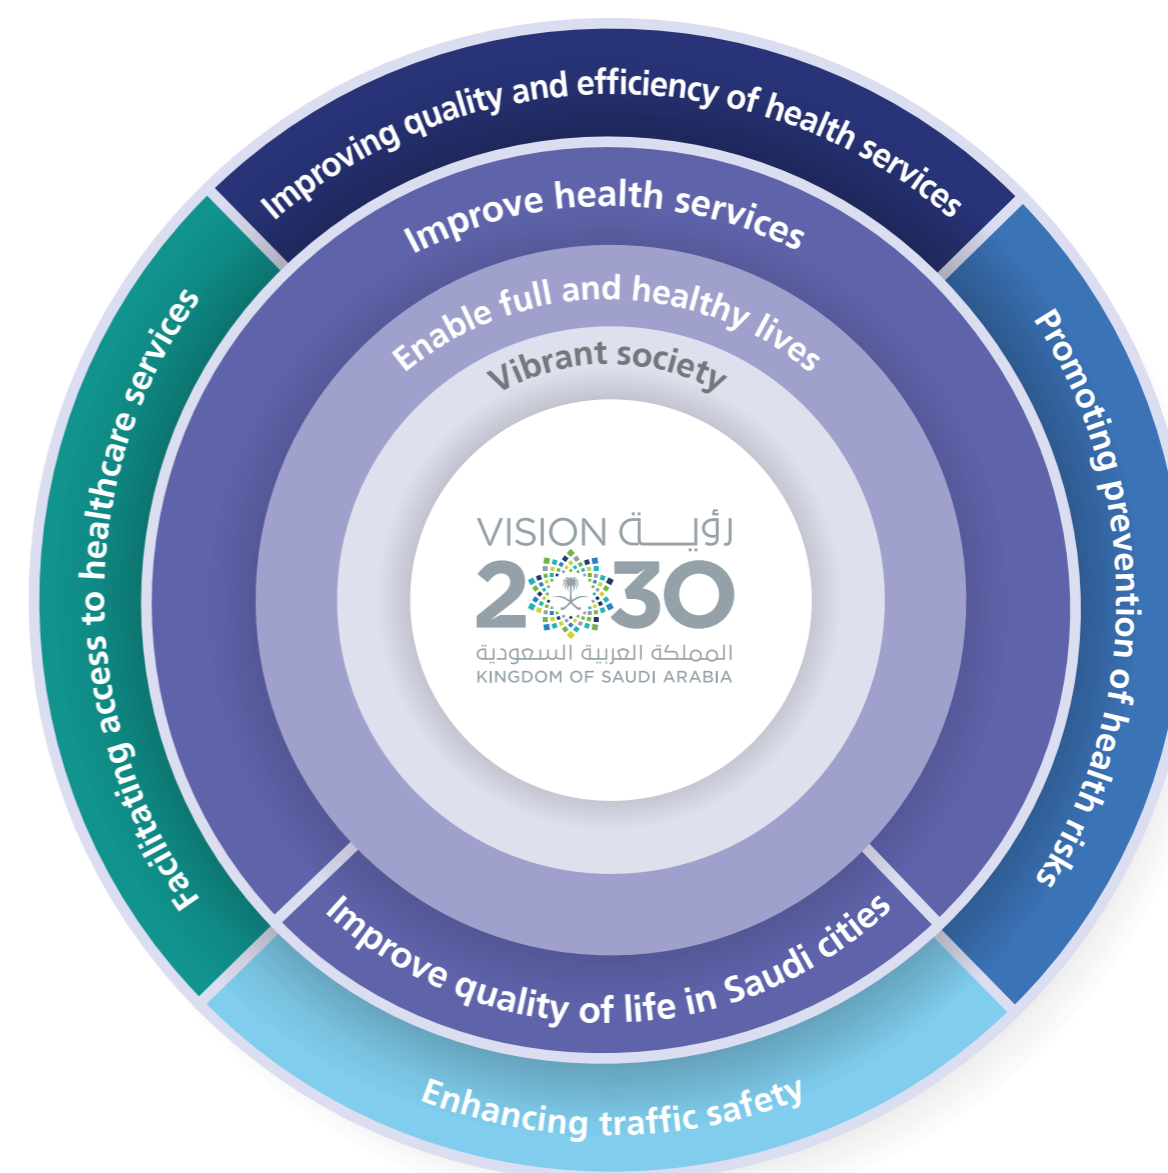 Improving quality and efficiency of health services
Improve health services
Enable full and healthy lives
Vibrant society
Facilitating access to healthcare services
Promoting prevention of health risks
VISION رؤيــة
2030
المملكة العربية السعودية
KINGDOM OF SAUDI ARABIA
Improve quality of life in Saudi cities
Enhancing traffic safety